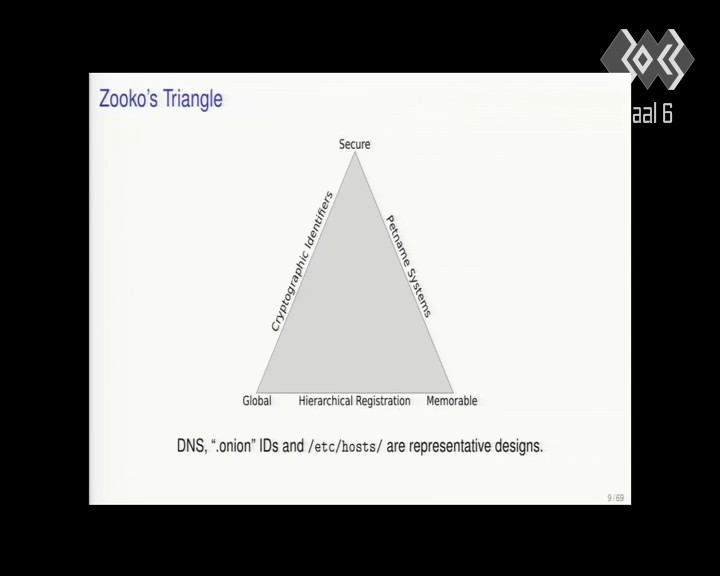 Zooko's Triangle
aal 6
Secure
Cryptographic Identifiers
Petname Systems
Global
Hierarchical Registration
Memorable
DNS, “.onion” IDs and /etc/hosts/ are representative designs.
9 / 69